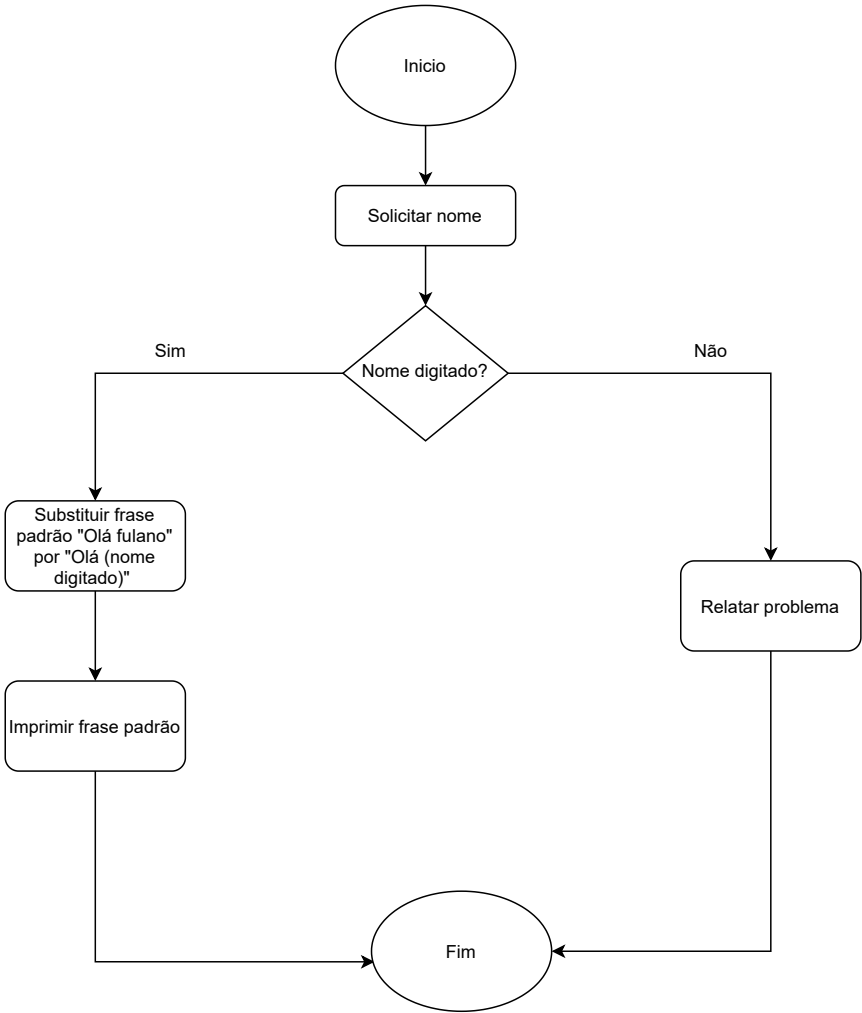 Inicio
Solicitar nome
Nome digitado?
Sim
Não
Substituir frase
padrão "Olá fulano"
por "Olá (nome
digitado)"
Relatar problema
Imprimir frase padrão
Fim